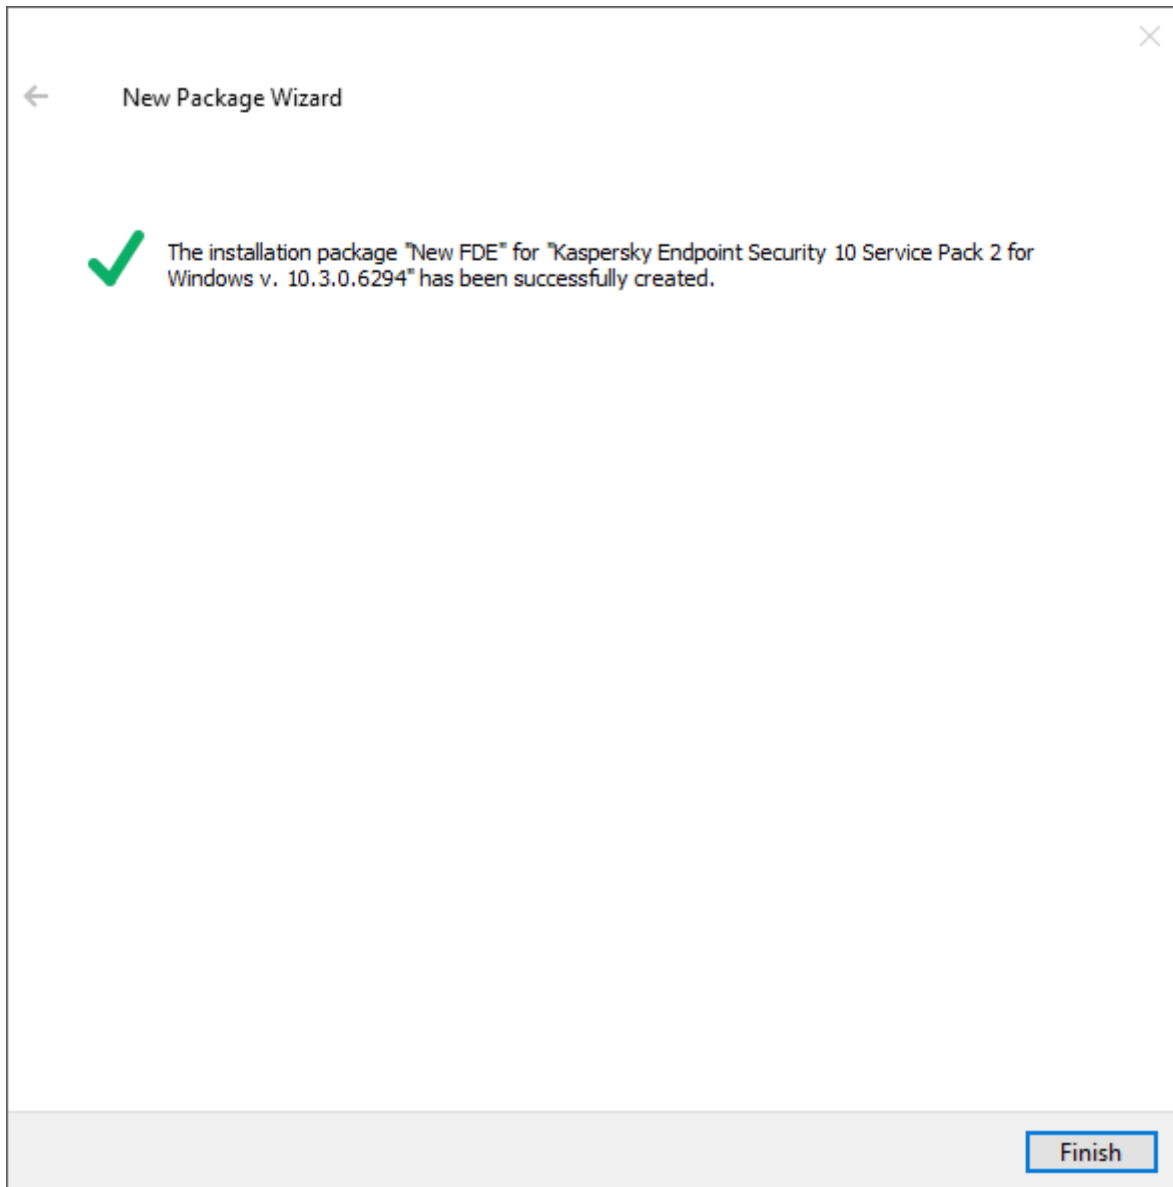 New Package Wizard
The installation package "New FDE" for "Kaspersky Endpoint Security 10 Service Pack 2 for
Windows v. 10.3.0.6294" has been successfully created.
Finish